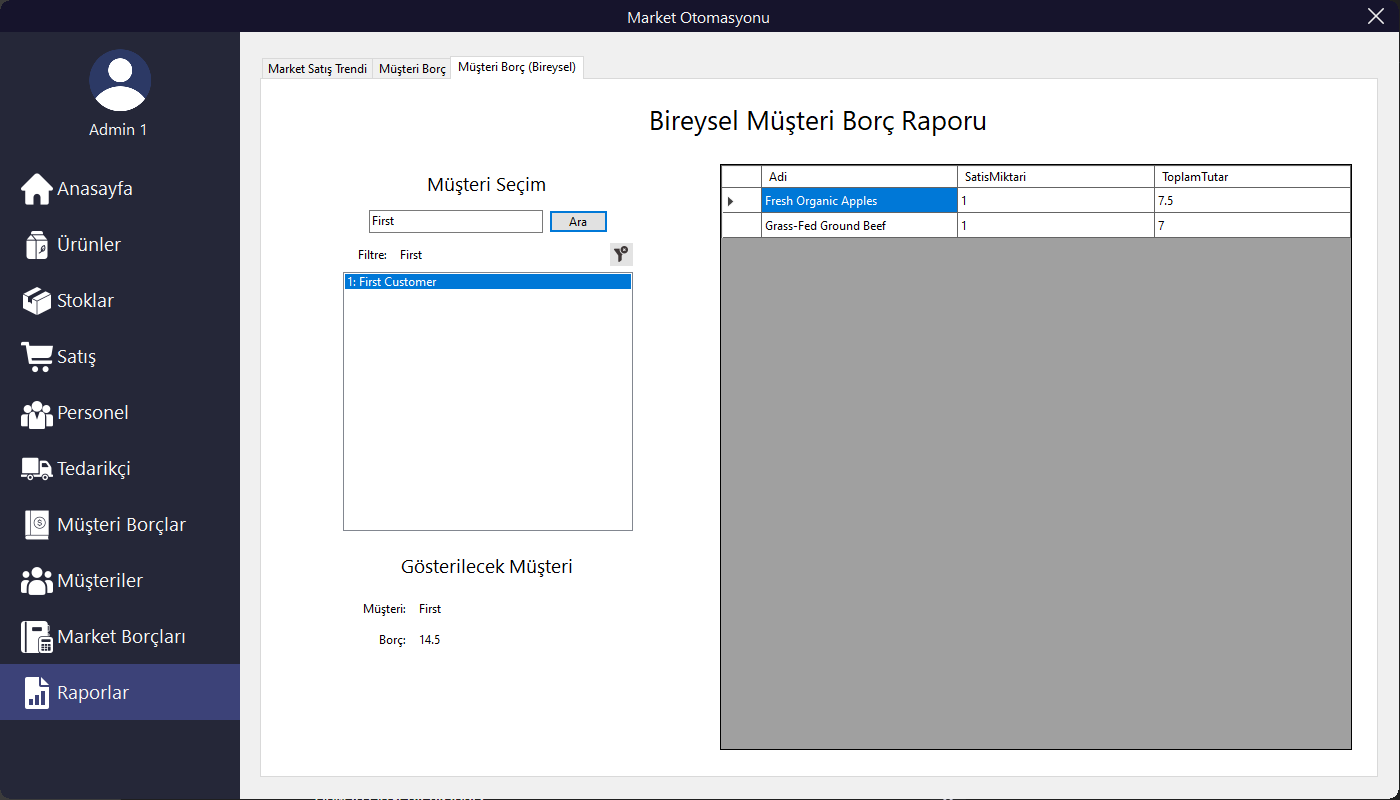 Market Otomasyonu
Admin 1
Anasayfa
Ürünler
Stoklar
Satış
Personel
Tedarikçi
Müşteri Borçlar
Müşteriler
Market Borçları
Raporlar
Market Satış Trendi Müşteri Borç Müşteri Borç (Bireysel)
Bireysel Müşteri Borç Raporu
Müşteri Seçim
First Ara
Filtre: First
1: First Customer
Gösterilecek Müşteri
Müşteri: First
Borç: 14.5
Adi SatisMiktari ToplamTutar
Fresh Organic Apples 1 7.5
Grass-Fed Ground Beef 1 7